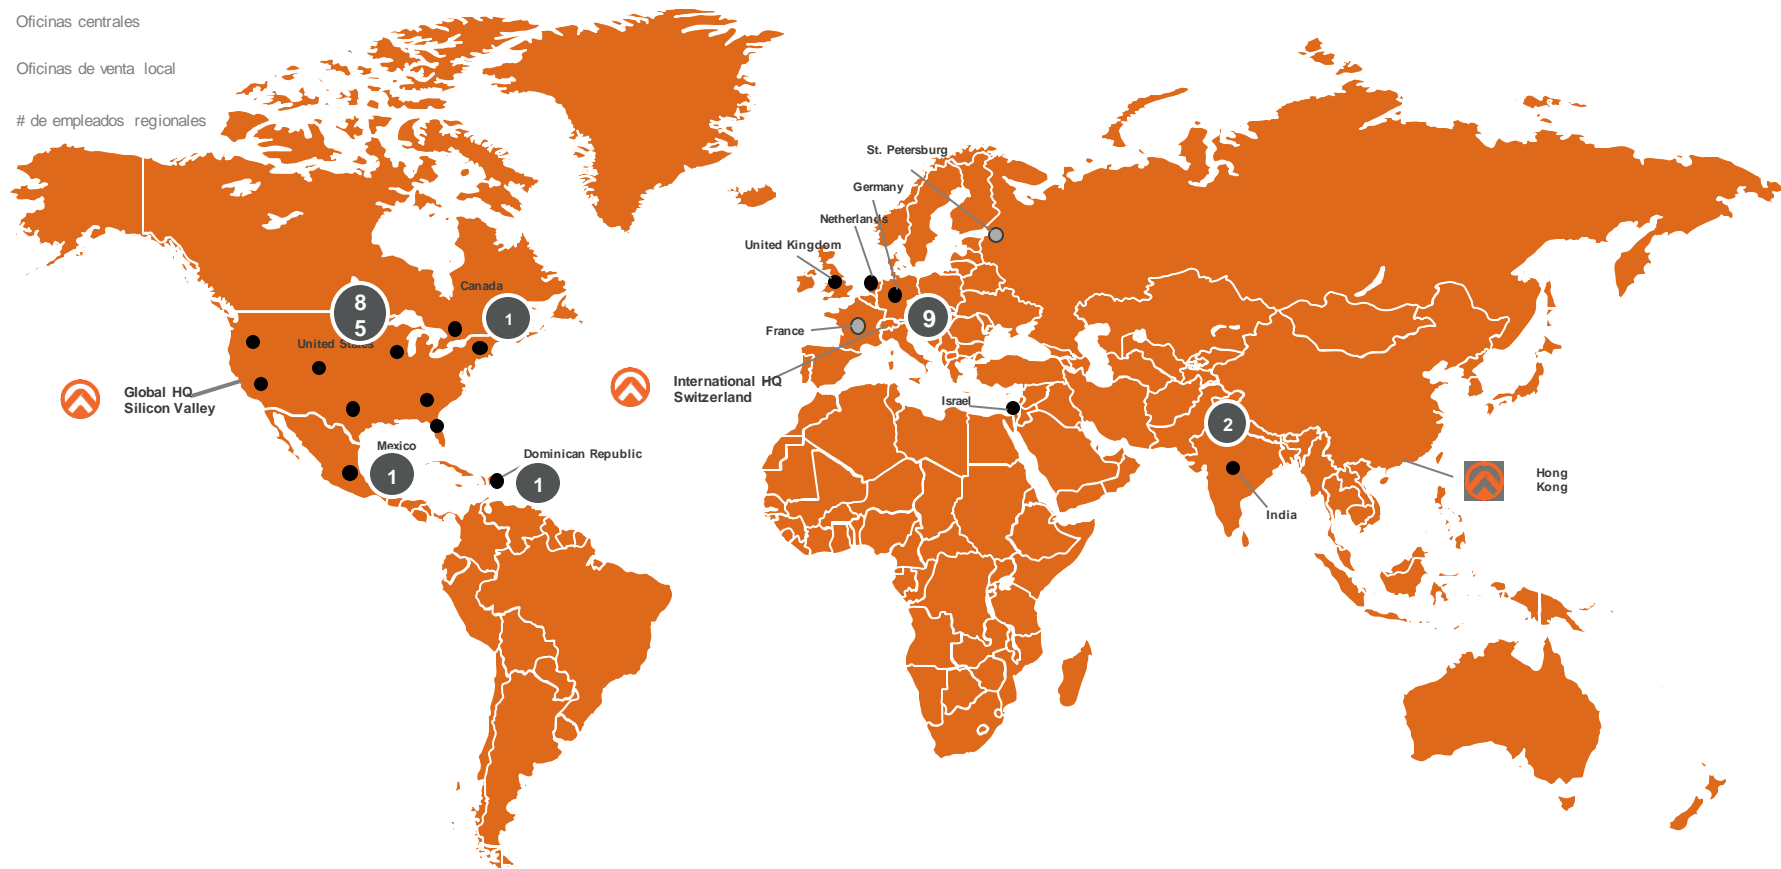 Oficinas centrales
Oficinas de venta local
# de empleados regionales
St. Petersburg
Germany
Netherlands
United Kingdom
Canada
8
5
1
9
United States
France
Global HQ
Silicon Valley
International HQ
Switzerland
Israel
2
Mexico
1
Dominican Republic
1
Hong
Kong
India